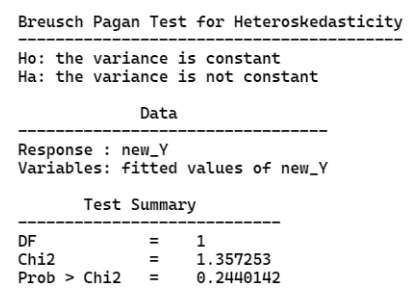 Breusch Pagan Test for Heteroskedasticity
-----------------------------------------
Ho: the variance is constant
Ha: the variance is not constant
Data
---------------------------------
Response : new_Y
Variables: fitted values of new_Y
Test Summary
----------------------------
DF = 1
Chi2 = 1.357253
Prob > Chi2 = 0.2440142